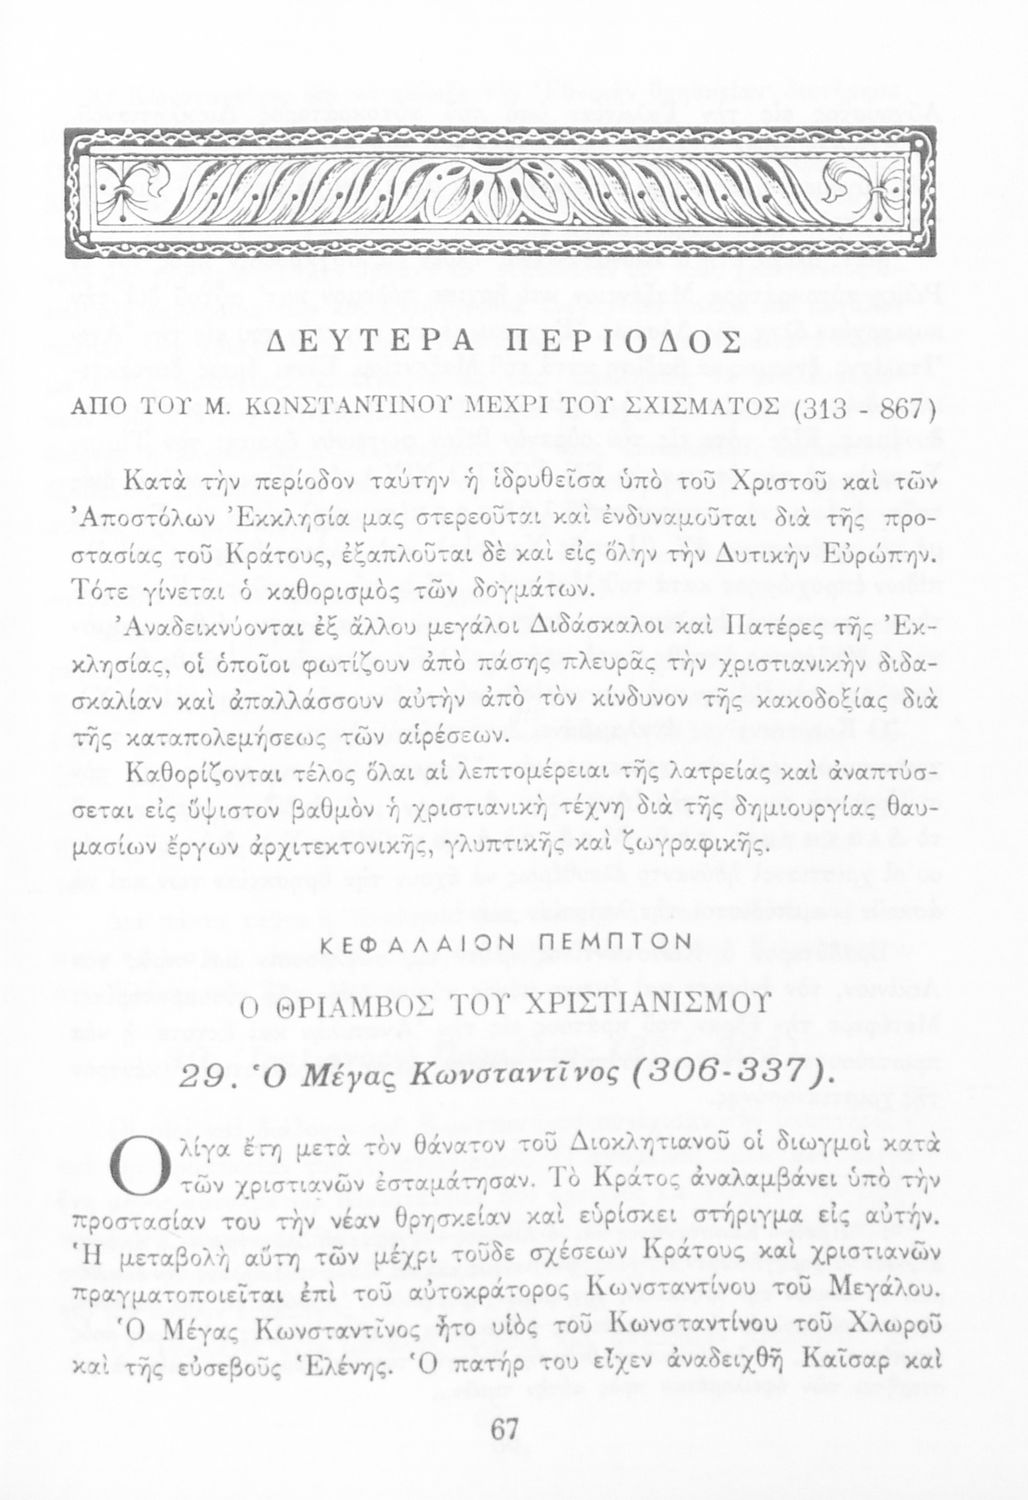 ΔΕΥΤΕΡΑ ΠΕΡΙΟΔΟΣ
ΑΠΟ ΤΟΥ Μ. ΚΩΝΣΤΑΝΤΙΝΟΥ ΜΕΧΡΙ ΤΟΥ ΣΧΙΣΜΑΤΟΣ (313 - 867)
Κατὰ τὴν περίοδον ταύτην ἡ ἱδρυθεῖσα ὑπὸ τοῦ Χριστοῦ καὶ τῶν
Ἀποστόλων Ἐκκλησία μας στερεοῦται καὶ ἐνδυναμοῦται διὰ τῆς προ-
στασίας τοῦ Κράτους, ἐξαπλοῦται δὲ καὶ εἰς ὅλην τὴν Δυτικὴν Εὐρώπην.
Τότε γίνεται ὁ καθορισμὸς τῶν δογμάτων.
Ἀναδεικνύονται ἐξ ἄλλου μεγάλοι Διδάσκαλοι καὶ Πατέρες τῆς Ἐκ-
κλησίας, οἱ ὁποῖοι φωτίζουν ἀπὸ πάσης πλευρᾶς τὴν χριστιανικὴν διδα-
σκαλίαν καὶ ἀπαλλάσσουν αὐτὴν ἀπὸ τὸν κίνδυνον τῆς κακοδοξίας διὰ
τῆς καταπολεμήσεως τῶν αἱρέσεων.
Καθορίζονται τέλος ὅλαι αἱ λεπτομέρειαι τῆς λατρείας καὶ ἀναπτύσ-
σεται εἰς ὕψιστον βαθμὸν ἡ χριστιανικὴ τέχνη διὰ τῆς δημιουργίας θαυ-
μασίων ἔργων ἀρχιτεκτονικῆς, γλυπτικῆς καὶ ζωγραφικῆς.
ΚΕΦΑΛΑΙΟΝ ΠΕΜΠΤΟΝ
Ο ΘΡΙΑΜΒΟΣ ΤΟΥ ΧΡΙΣΤΙΑΝΙΣΜΟΥ
29. Ὁ Μέγας Κωνσταντῖνος (306-337).
Ολίγα ἔτη μετὰ τὸν θάνατον τοῦ Διοκλητιανοῦ οἱ διωγμοὶ κατὰ
τῶν χριστιανῶν ἐσταμάτησαν. Τὸ Κράτος ἀναλαμβάνει ὑπὸ τὴν
προστασίαν του τὴν νέαν θρησκείαν καὶ εὑρίσκει στήριγμα εἰς αὐτήν.
Ἡ μεταβολὴ αὕτη τῶν μέχρι τοῦδε σχέσεων Κράτους καὶ χριστιανῶν
πραγματοποιεῖται ἐπὶ τοῦ αὐτοκράτορος Κωνσταντίνου τοῦ Μεγάλου.
Ὁ Μέγας Κωνσταντῖνος ἦτο υἱὸς τοῦ Κωνσταντίνου τοῦ Χλωροῦ
καὶ τῆς εὐσεβοῦς Ἑλένης. Ὁ πατήρ του εἶχεν ἀναδειχθῆ Καῖσαρ καὶ
67